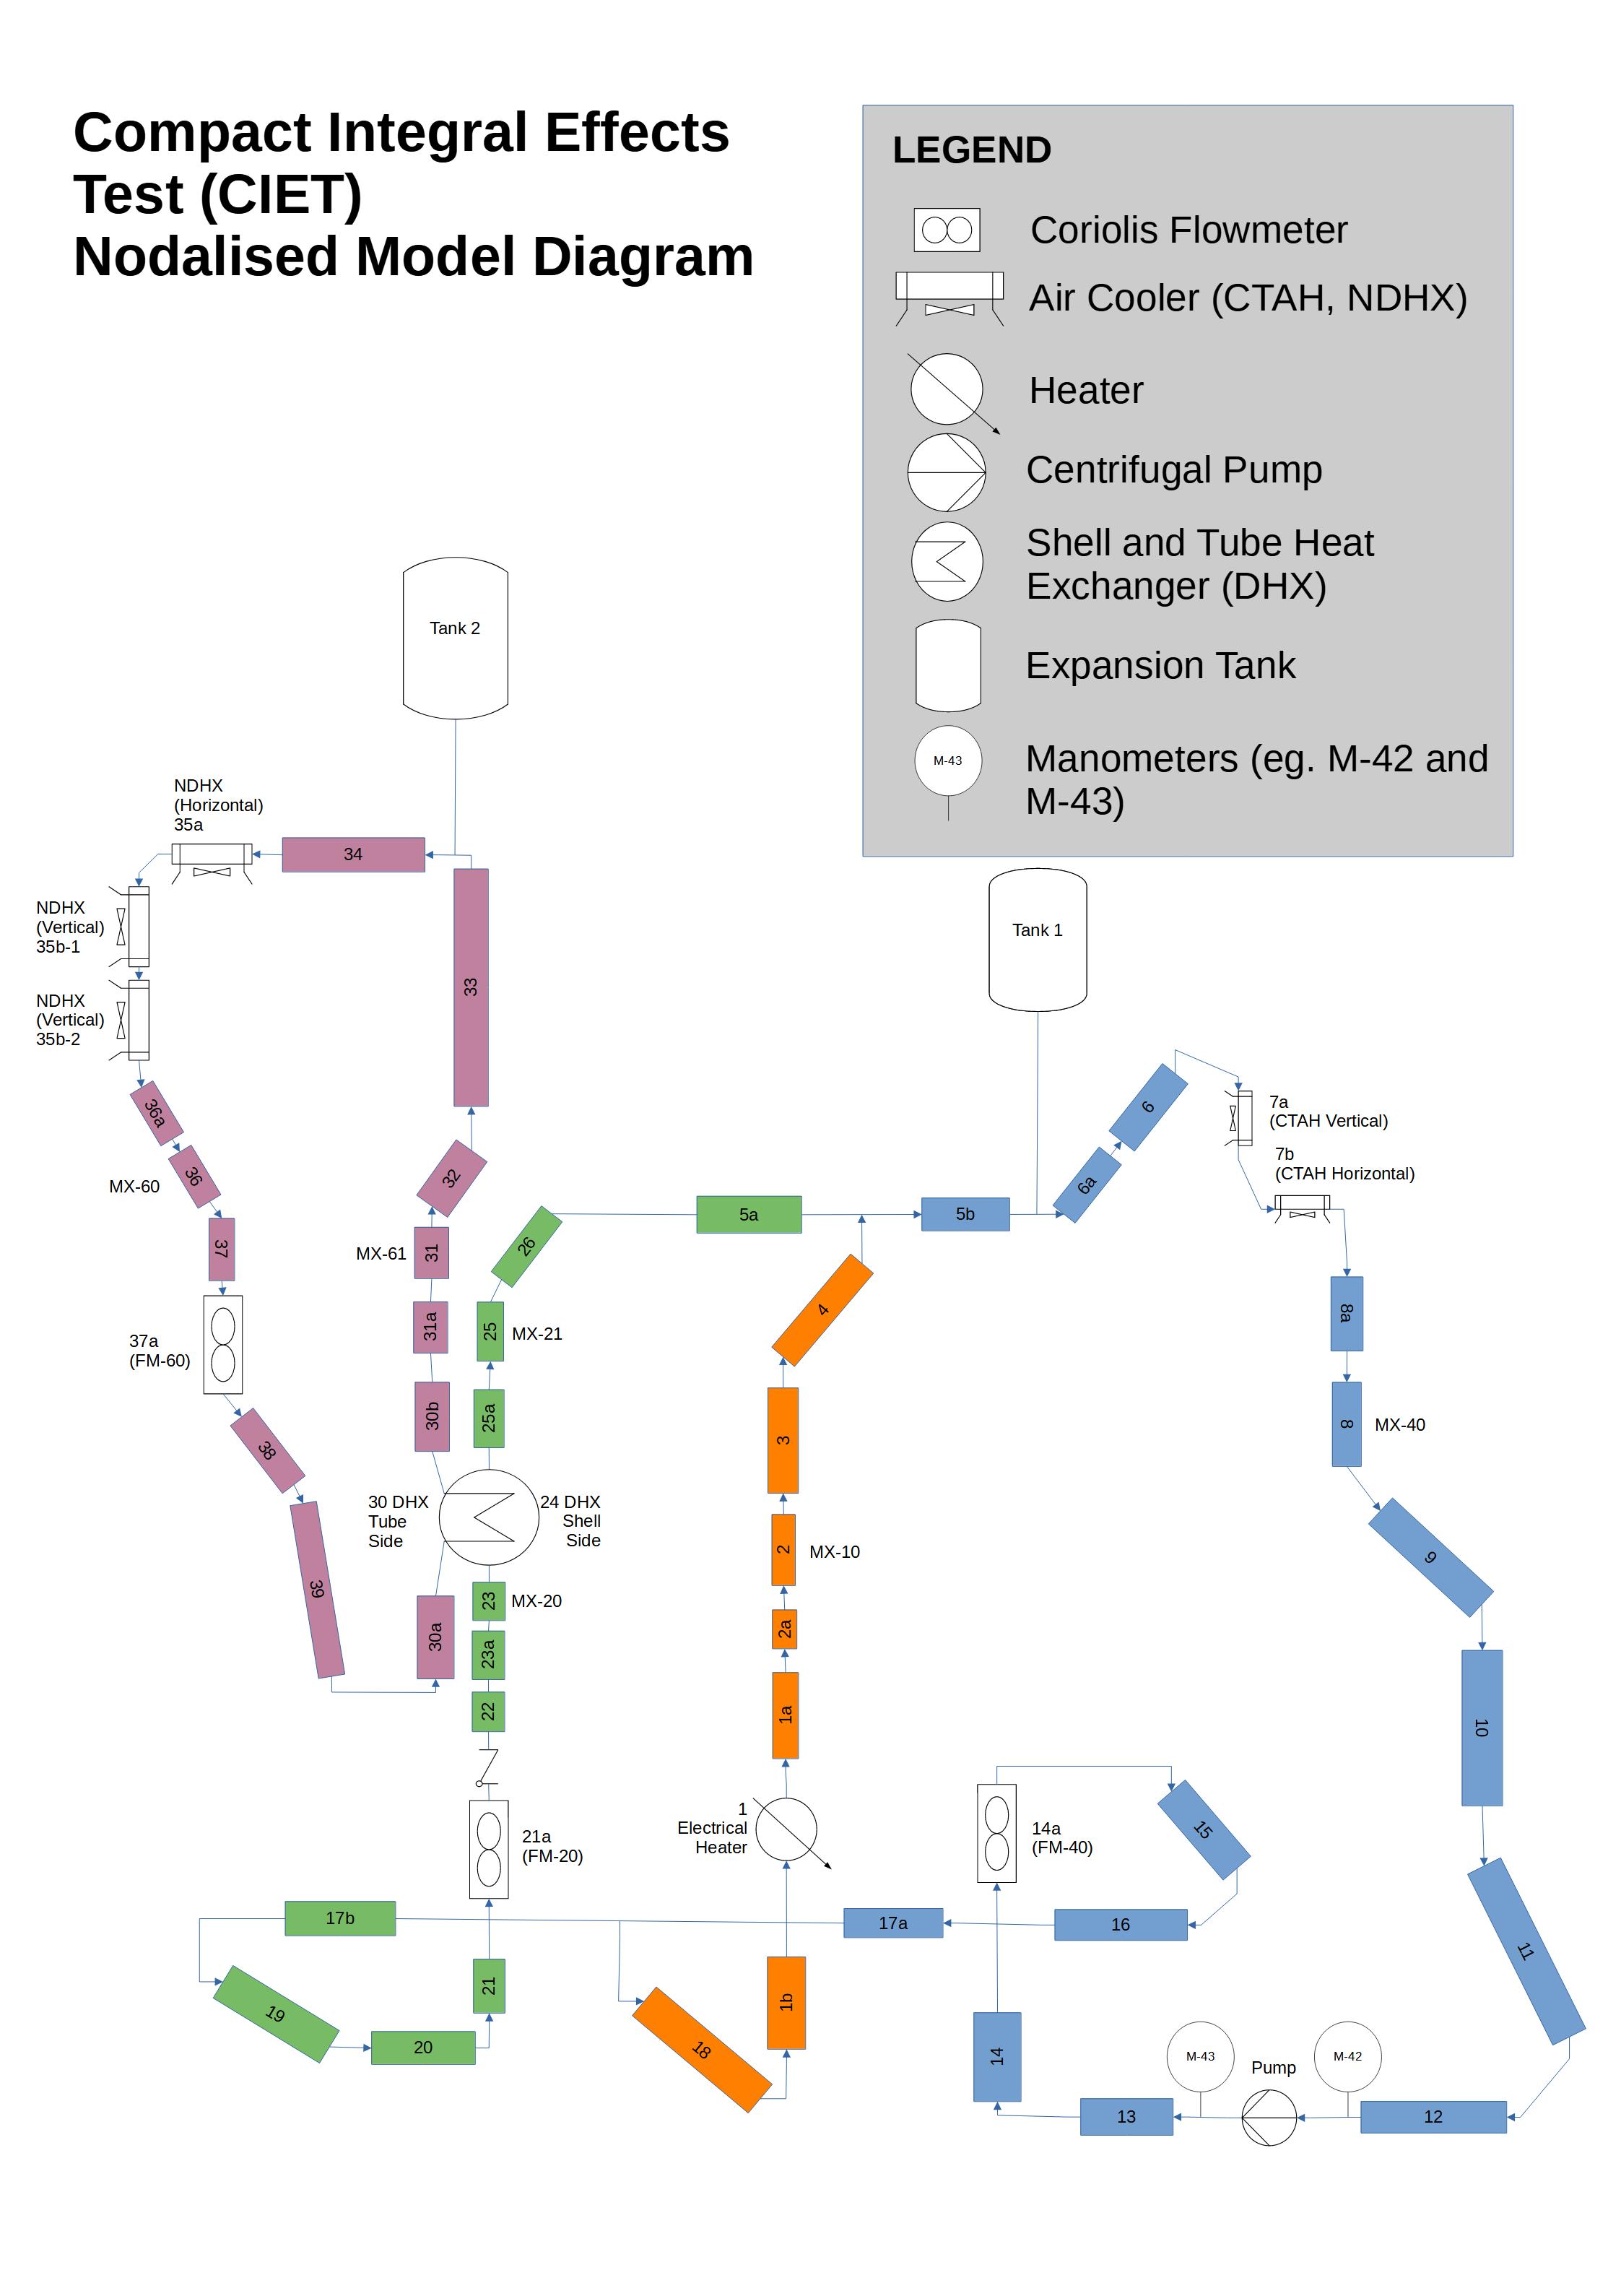 Compact Integral Effects
Test (CIET)
Nodalised Model Diagram
LEGEND
Coriolis Flowmeter
Air Cooler (CTAH, NDHX)
Heater
Centrifugal Pump
Shell and Tube Heat
Exchanger (DHX)
Expansion Tank
M-43
Manometers (eg. M-42 and
M-43)
Tank 2
NDHX
(Horizontal)
35a
34
NDHX
(Vertical)
35b-1
NDHX
(Vertical)
35b-2
33
Tank 1
36a
36
MX-60
37
37a
(FM-60)
38
39
32
MX-61
31
31a
30b
30 DHX
Tube
Side
30a
26
25
MX-21
25a
24 DHX
Shell
Side
23
MX-20
23a
22
21a
(FM-20)
17b
19
20
21
5a
5b
4
3
2
MX-10
2a
1a
1
Electrical
Heater
1b
18
6a
6
7a
(CTAH Vertical)
7b
(CTAH Horizontal)
8a
8
MX-40
9
10
11
12
M-42
Pump
M-43
13
14
14a
(FM-40)
15
16
17a